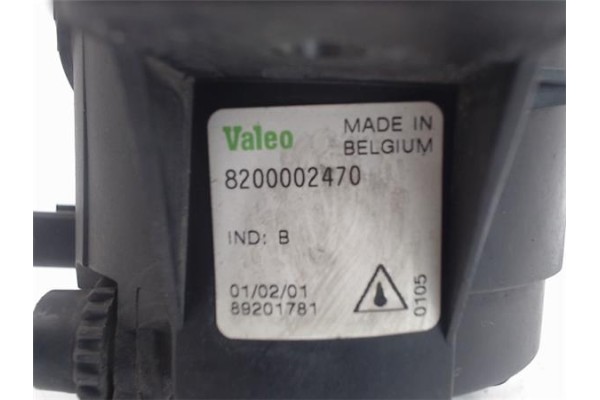 Valeo
MADE IN
BELGIUM
8200002470
IND: B
01/02/01
89201781
0105